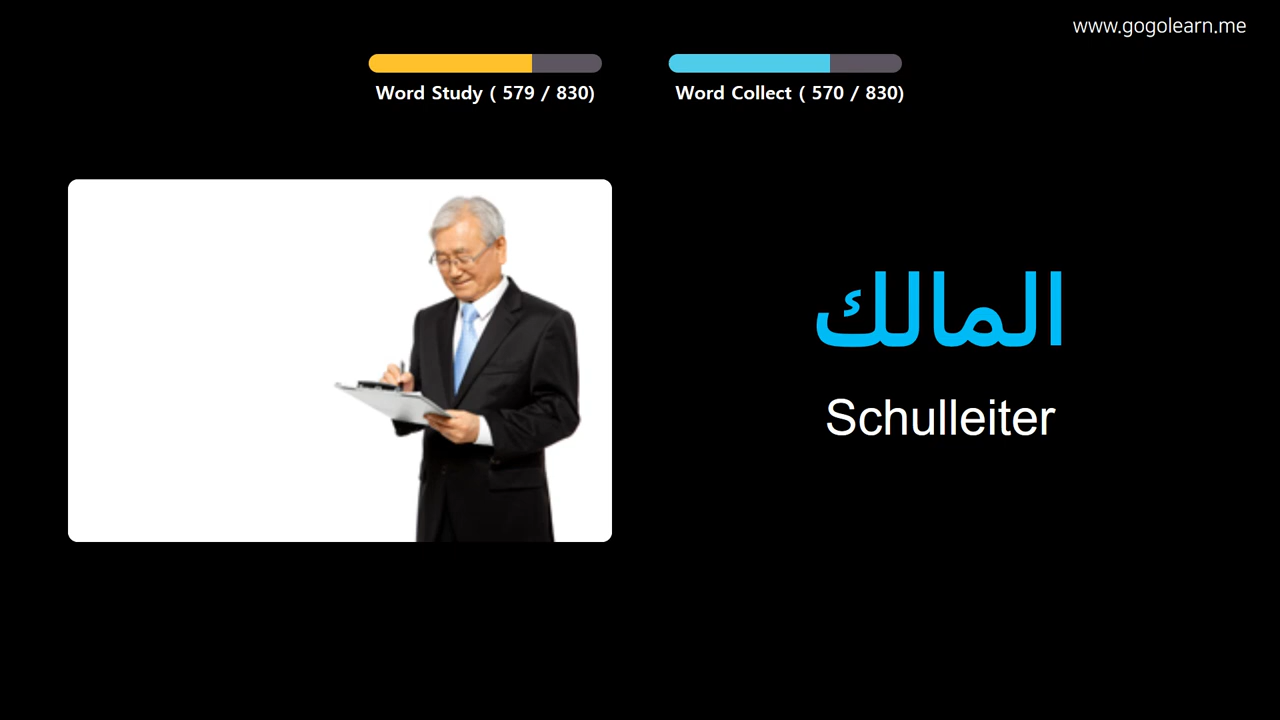 www.gogolearn.me
Word Study ( 579 / 830)
Word Collect ( 570 / 830)
المالك
Schulleiter